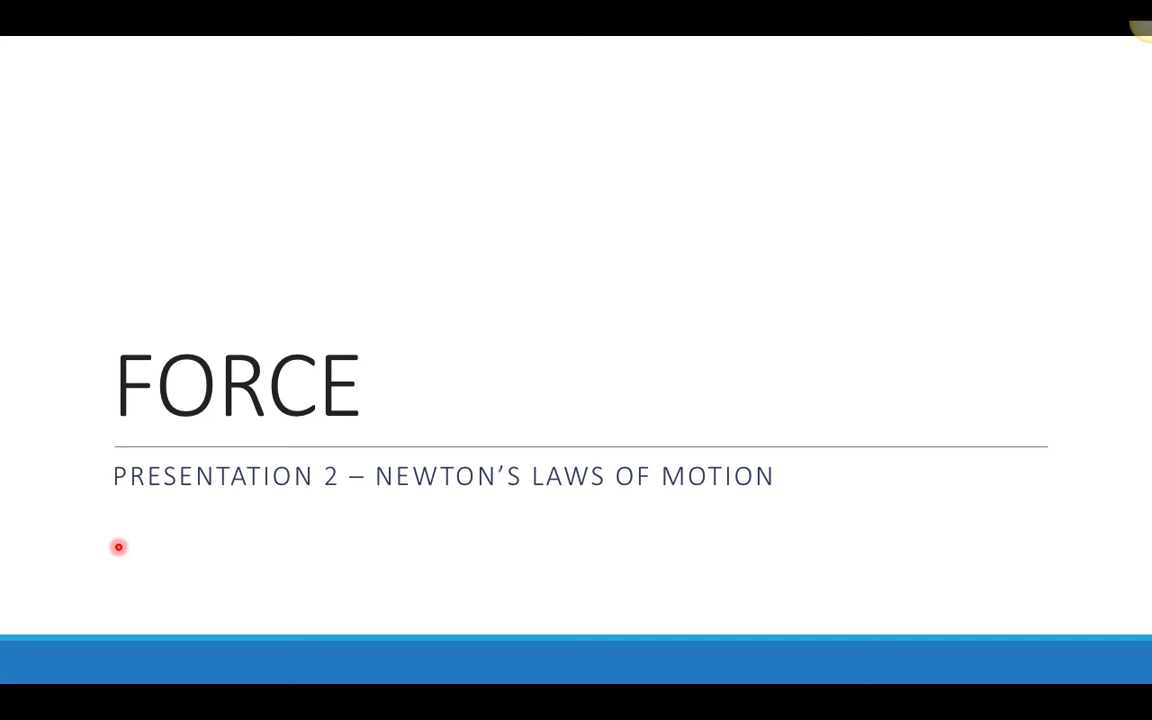 FORCE
PRESENTATION 2 – NEWTON’S LAWS OF MOTION